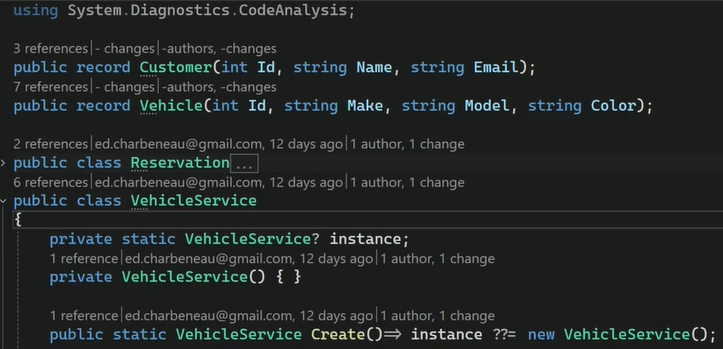 using System.Diagnostics.CodeAnalysis;
3 references | - changes | -authors, -changes
public record Customer(int Id, string Name, string Email);
7 references | - changes | -authors, -changes
public record Vehicle(int Id, string Make, string Model, string Color);
2 references | ed.charbeneau@gmail.com, 12 days ago | 1 author, 1 change
public class Reservation...
6 references | ed.charbeneau@gmail.com, 12 days ago | 1 author, 1 change
public class VehicleService
{
private static VehicleService? instance;
1 reference | ed.charbeneau@gmail.com, 12 days ago | 1 author, 1 change
private VehicleService() { }
1 reference | ed.charbeneau@gmail.com, 12 days ago | 1 author, 1 change
public static VehicleService Create()=> instance ??= new VehicleService();